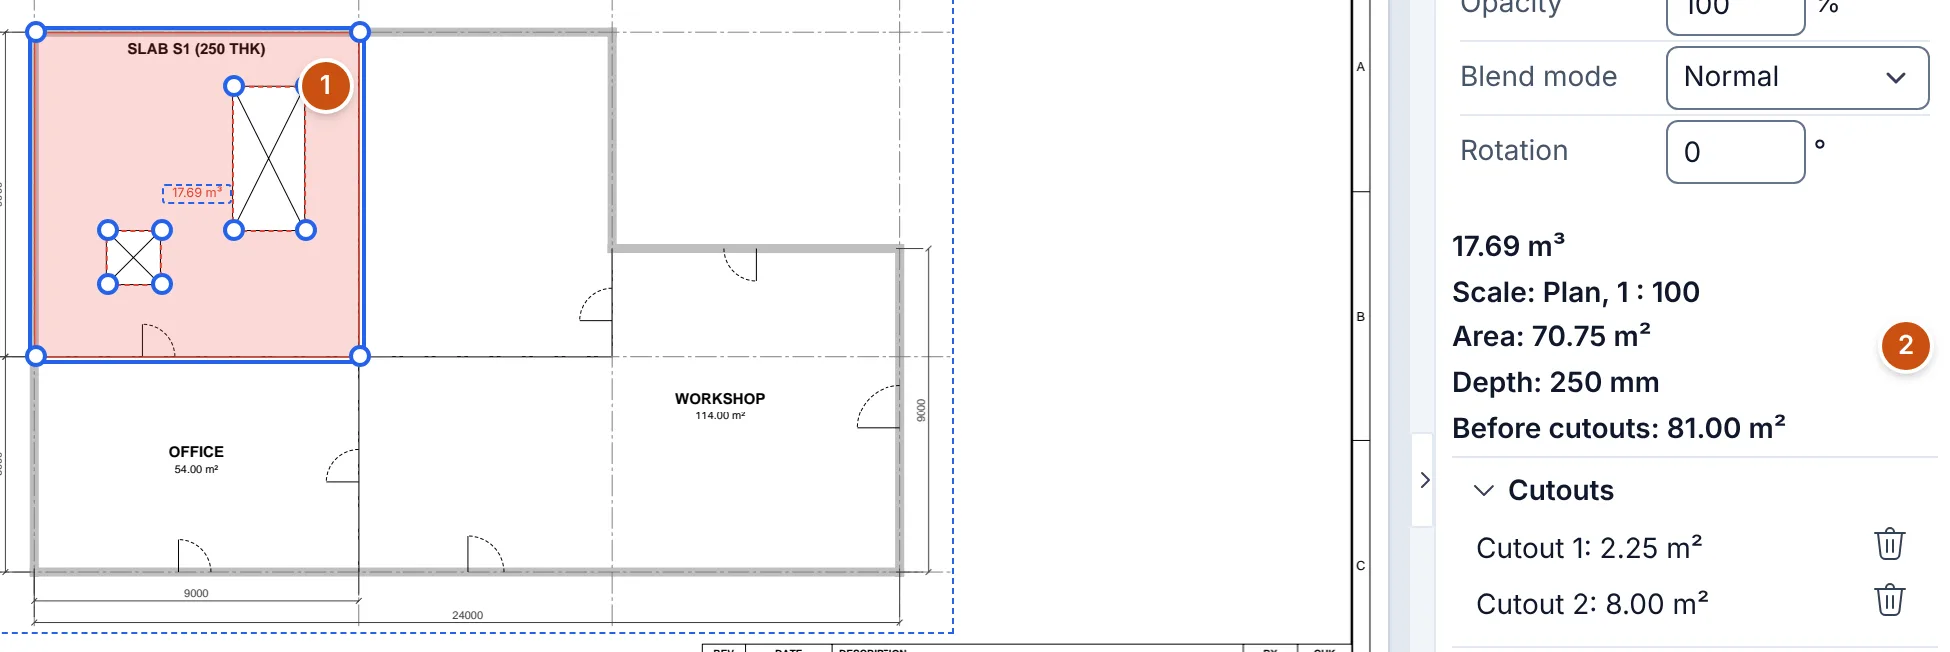 SLAB S1 (250 THK)
1
17.69 m³
OFFICE
54.00 m²
WORKSHOP
114.00 m²
9000
9000
24000
A
B
C
REV
DATE
DESCRIPTION
BY
CHK
Opacity
100
%
Blend mode
Normal
Rotation
0
°
17.69 m³
Scale: Plan, 1 : 100
Area: 70.75 m²
2
Depth: 250 mm
Before cutouts: 81.00 m²
Cutouts
Cutout 1: 2.25 m²
Cutout 2: 8.00 m²